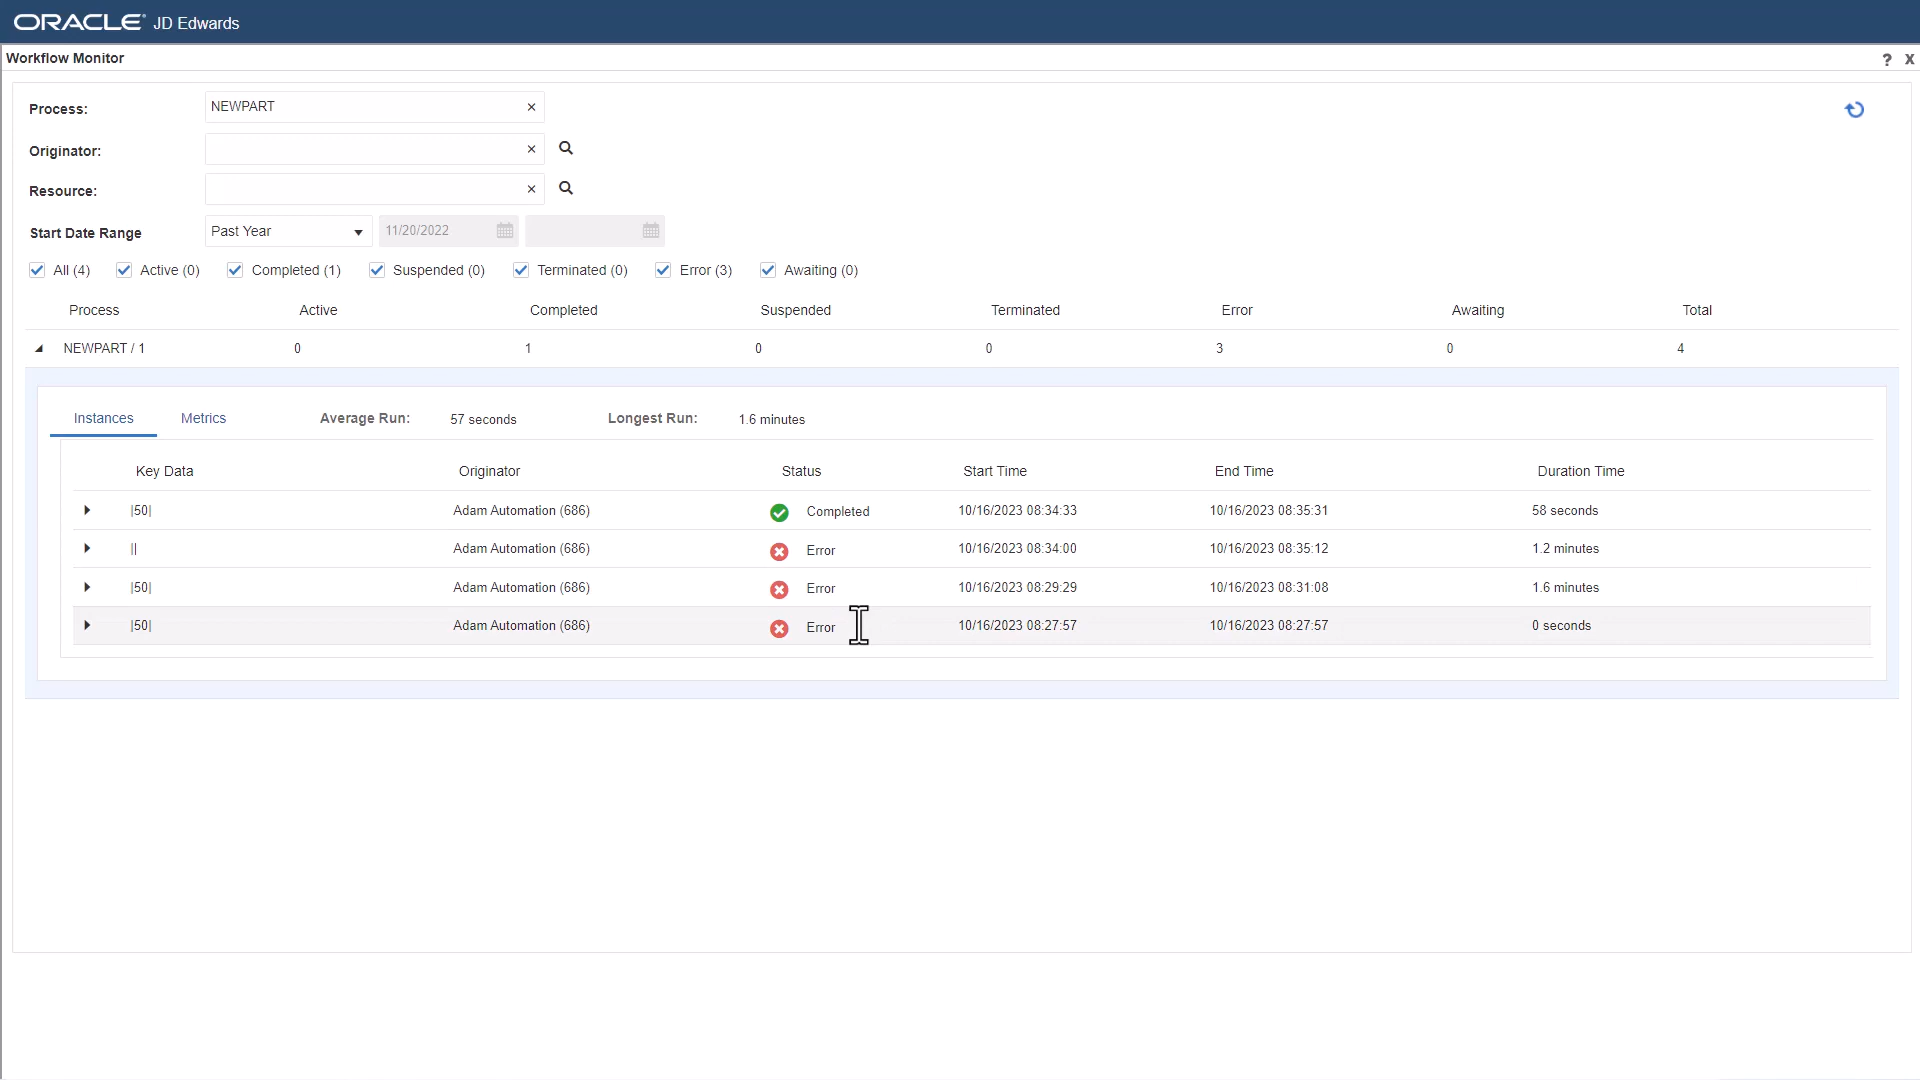 ORACLE JD Edwards
Workflow Monitor ? X
Process: NEWPART ×
Originator: ×
Resource: ×
Start Date Range Past Year 11/20/2022
All (4) Active (0) Completed (1) Suspended (0) Terminated (0) Error (3) Awaiting (0)
Process Active Completed Suspended Terminated Error Awaiting Total
NEWPART / 1 0 1 0 0 3 0 4
Instances Metrics Average Run: 57 seconds Longest Run: 1.6 minutes
Key Data Originator Status Start Time End Time Duration Time
|50| Adam Automation (686) Completed 10/16/2023 08:34:33 10/16/2023 08:35:31 58 seconds
|| Adam Automation (686) Error 10/16/2023 08:34:00 10/16/2023 08:35:12 1.2 minutes
|50| Adam Automation (686) Error 10/16/2023 08:29:29 10/16/2023 08:31:08 1.6 minutes
|50| Adam Automation (686) Error 10/16/2023 08:27:57 10/16/2023 08:27:57 0 seconds